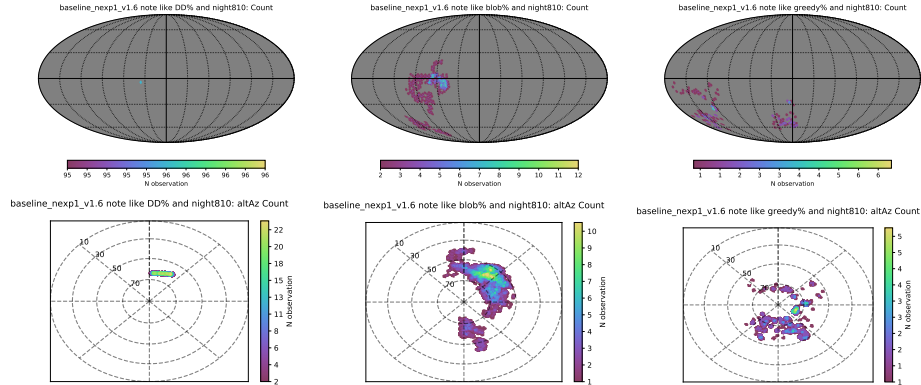 baseline_nexp1_v1.6 note like DD% and night810: Count
baseline_nexp1_v1.6 note like blob% and night810: Count
baseline_nexp1_v1.6 note like greedy% and night810: Count
95 95 95 95 96 96 96 96 96
N observation
2 3 4 5 6 7 8 9 10 11 12
N observation
1 1 2 3 3 4 4 5 6 6
N observation
baseline_nexp1_v1.6 note like DD% and night810: altAz Count
10
30
50
70
22
20
18
16
13
11
9
8
6
4
2
N observation
baseline_nexp1_v1.6 note like blob% and night810: altAz Count
10
30
50
70
10
9
8
7
6
5
4
3
2
1
N observation
baseline_nexp1_v1.6 note like greedy% and night810: altAz Count
10
30
50
70
5
5
4
4
3
3
2
2
1
1
N observation